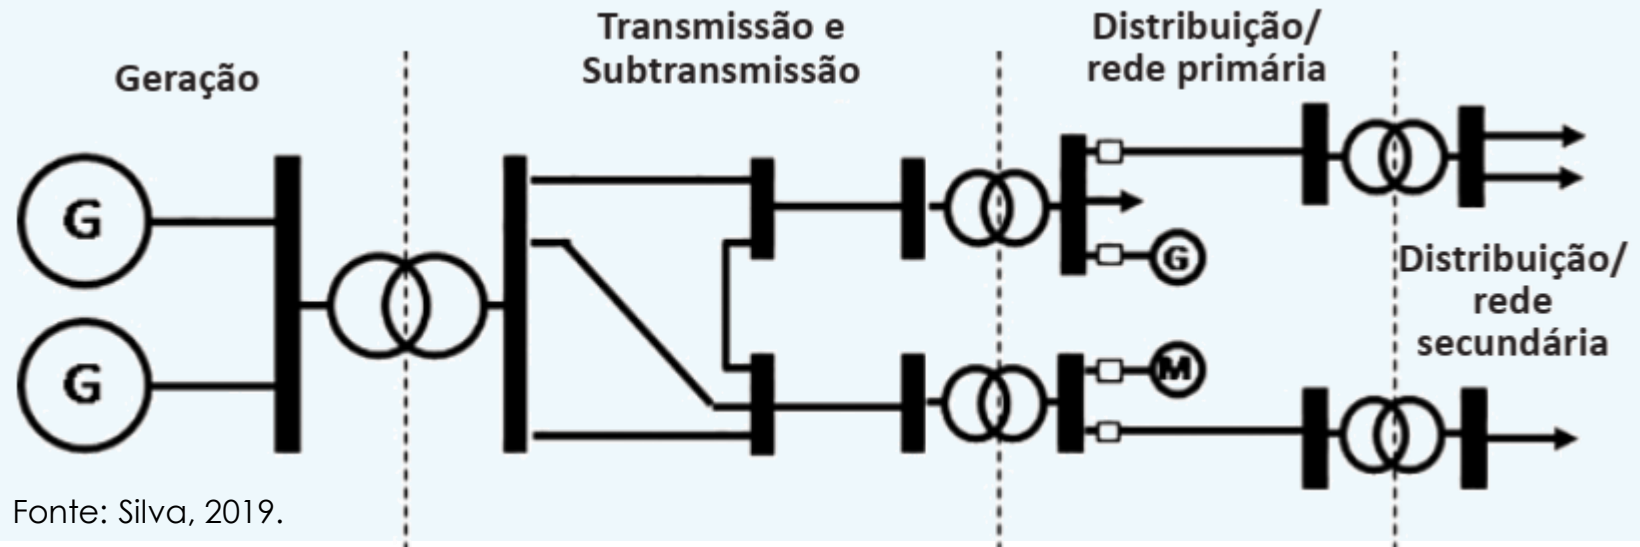 Geração
Transmissão e
Subtransmissão
Distribuição/
rede primária
G
G
G
M
Distribuição/
rede
secundária
Fonte: Silva, 2019.